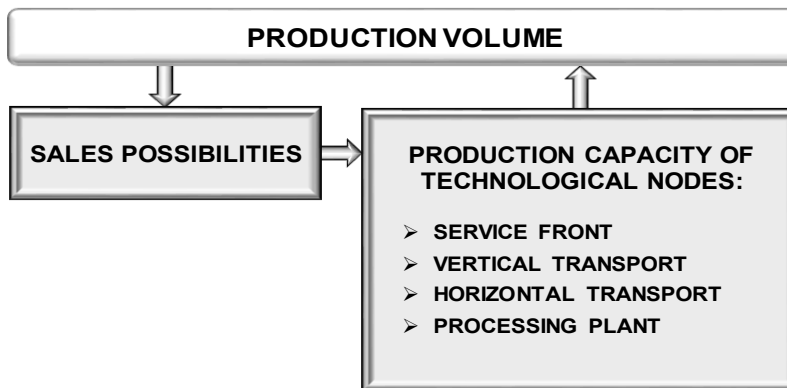 PRODUCTION VOLUME
SALES POSSIBILITIES
PRODUCTION CAPACITY OF
TECHNOLOGICAL NODES:
➢ SERVICE FRONT
➢ VERTICAL TRANSPORT
➢ HORIZONTAL TRANSPORT
➢ PROCESSING PLANT